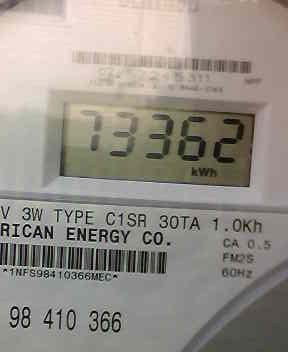 73362
kWh
V 3W TYPE C1SR 30TA 1.0Kh
RICAN ENERGY CO.
CA 0.5
FM2S
*1NFS98410366MEC*
60Hz
98 410 366